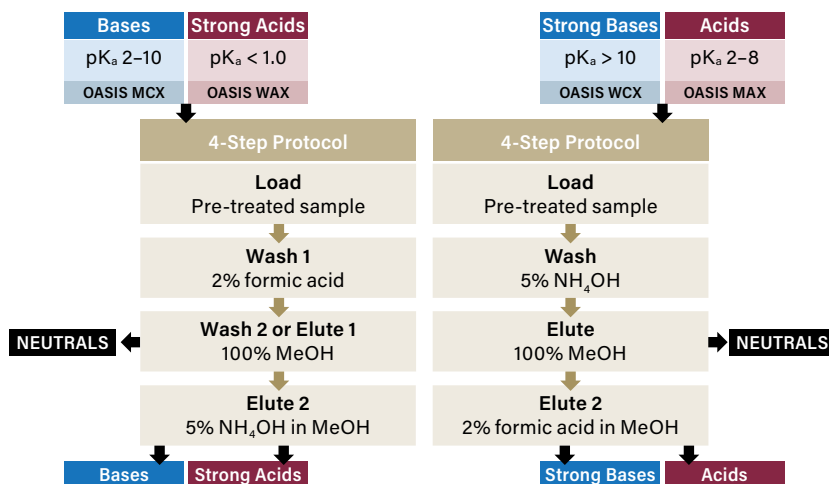 Bases
Strong Acids
Strong Bases
Acids
pKₐ 2–10
pKₐ < 1.0
pKₐ > 10
pKₐ 2–8
OASIS MCX
OASIS WAX
OASIS WCX
OASIS MAX
4-Step Protocol
Load
Pre-treated sample
Wash 1
2% formic acid
NEUTRALS
Wash 2 or Elute 1
100% MeOH
Elute 2
5% NH₄OH in MeOH
Bases
Strong Acids
4-Step Protocol
Load
Pre-treated sample
Wash
5% NH₄OH
Elute
100% MeOH
NEUTRALS
Elute 2
2% formic acid in MeOH
Strong Bases
Acids